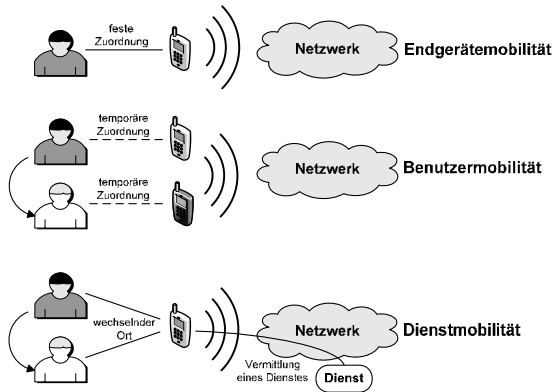 feste
Zuordnung
Netzwerk
Endgerätemobilität
temporäre
Zuordnung
Netzwerk
Benutzermobilität
temporäre
Zuordnung
wechselnder
Ort
Netzwerk
Dienstmobilität
Vermittlung
eines Dienstes
Dienst